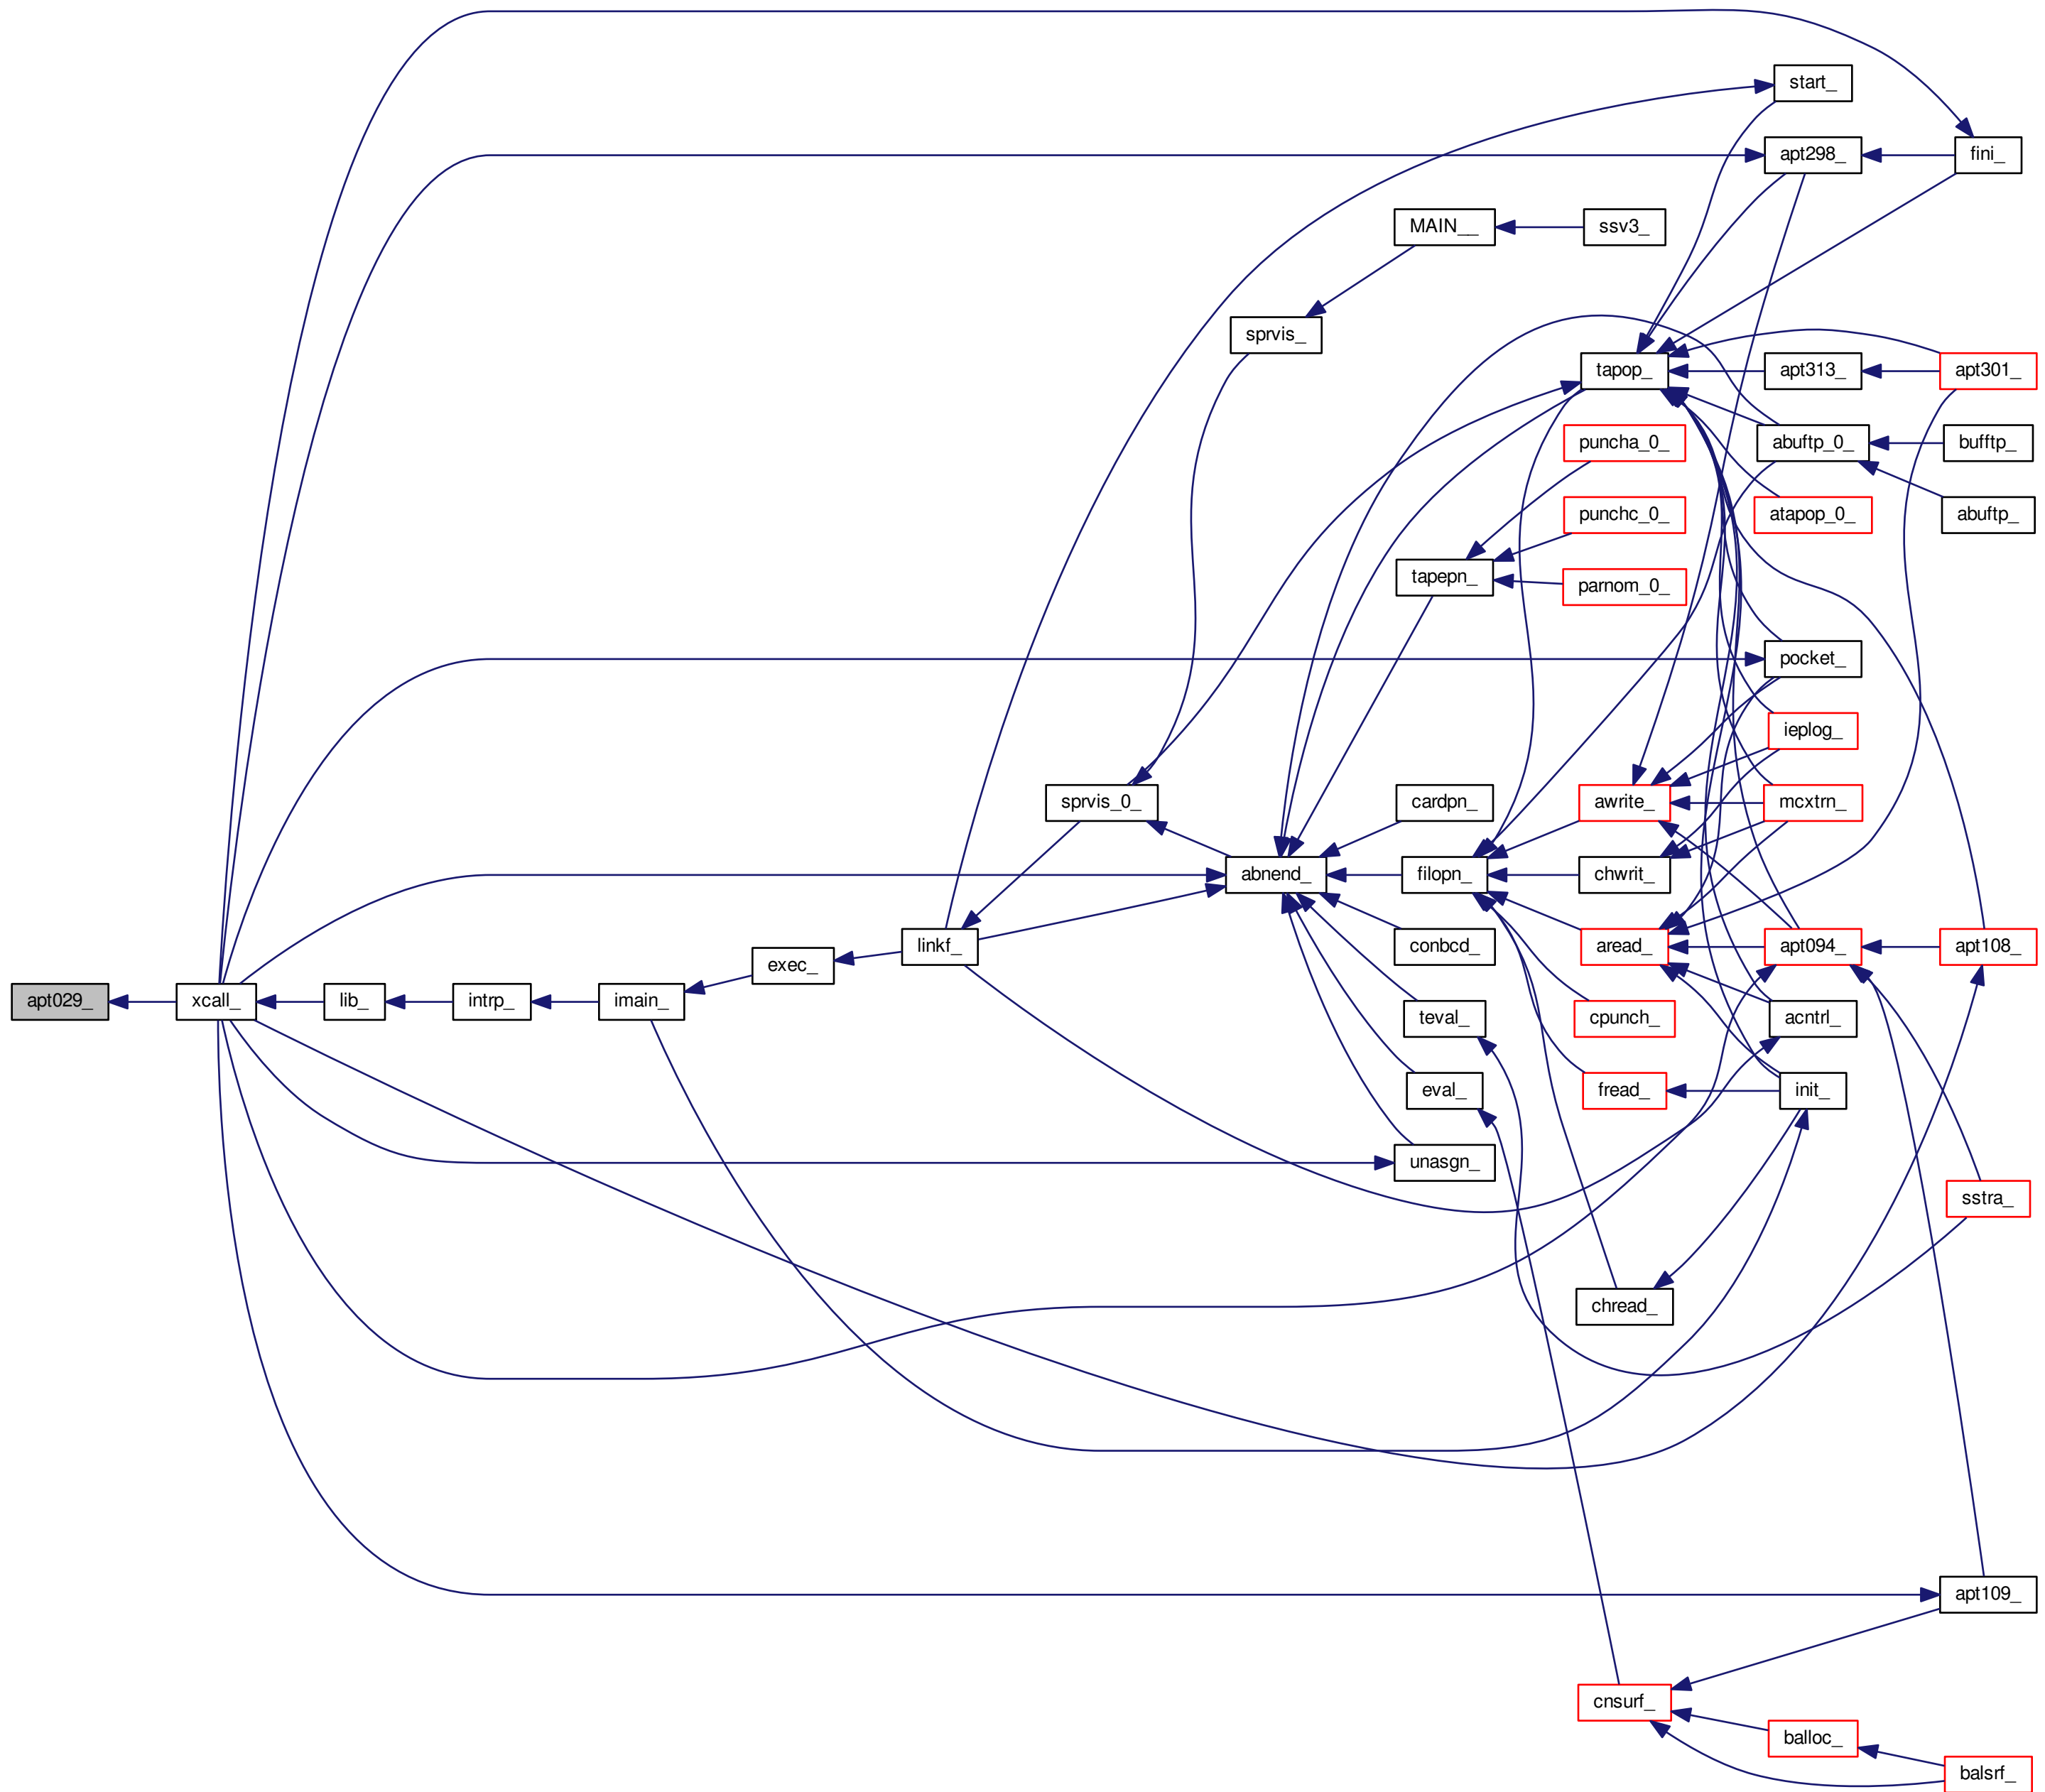 start_
apt298_
fini_
MAIN__
ssv3_
sprvis_
tapop_
apt313_
apt301_
puncha_0_
abuftp_0_
bufftp_
punchc_0_
atapop_0_
abuftp_
tapepn_
parnom_0_
pocket_
ieplog_
sprvis_0_
cardpn_
awrite_
mcxtrn_
abnend_
filopn_
chwrit_
linkf_
conbcd_
aread_
apt094_
apt108_
exec_
apt029_
xcall_
lib_
intrp_
imain_
teval_
cpunch_
acntrl_
eval_
fread_
init_
unasgn_
sstra_
chread_
apt109_
cnsurf_
balloc_
balsrf_